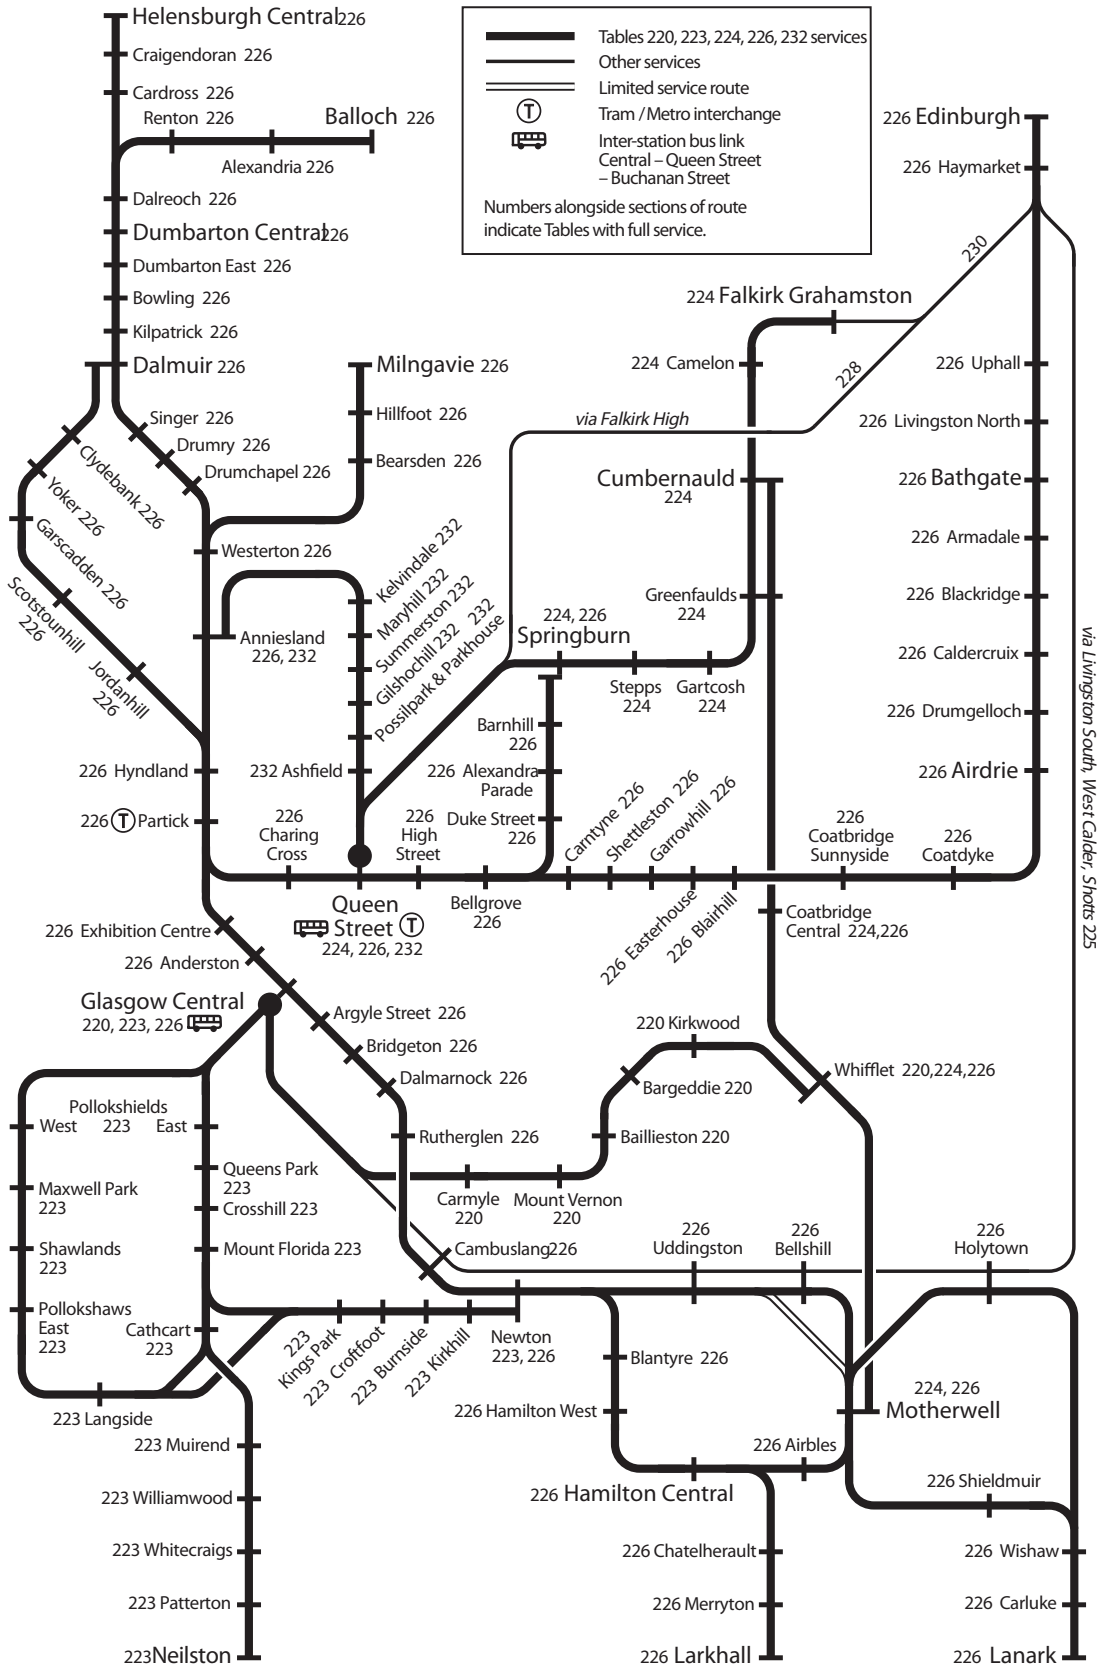 Helensburgh Central226
Craigendoran 226
Cardross 226
Renton 226
Balloch 226
Alexandria 226
Dalreoch 226
Dumbarton Central226
Dumbarton East 226
Bowling 226
Kilpatrick 226
Dalmuir 226
Singer 226
Drumry 226
Drumchapel 226
Clydebank 226
Yoker 226
Garscadden 226
Scotstounhill
226
Jordanhill
226
Milngavie 226
Hillfoot 226
Bearsden 226
Westerton 226
Anniesland
226, 232
Kelvindale 232
Maryhill 232
Summerston 232
Gilshochill 232
Possilpark & Parkhouse
232
232 Ashfield
226 Hyndland
226 T Partick
Tables 220, 223, 224, 226, 232 services
Other services
Limited service route
T Tram / Metro interchange
Inter-station bus link
Central – Queen Street
– Buchanan Street
Numbers alongside sections of route
indicate Tables with full service.
226 Edinburgh
226 Haymarket
230
228
via Falkirk High
224 Falkirk Grahamston
224 Camelon
Cumbernauld
224
Greenfaulds
224
224, 226
Springburn
Stepps
224
Gartcosh
224
Barnhill
226
226 Alexandra
Parade
Duke Street
226
226 Uphall
226 Livingston North
226 Bathgate
226 Armadale
226 Blackridge
226 Caldercruix
226 Drumgelloch
226 Airdrie
via Livingston South, West Calder, Shotts 225
226
Charing
Cross
226
High
Street
Queen
Street T
224, 226, 232
Bellgrove
226
Carntyne 226
Shettleston 226
Garrowhill 226
226 Easterhouse
226 Blairhill
226
Coatbridge
Sunnyside
226
Coatdyke
Coatbridge
Central 224,226
226 Exhibition Centre
226 Anderston
Glasgow Central
220, 223, 226
Argyle Street 226
Bridgeton 226
Dalmarnock 226
Rutherglen 226
220 Kirkwood
Bargeddie 220
Baillieston 220
Whifflet 220,224,226
Carmyle
220
Mount Vernon
220
Pollokshields
West 223 East
Queens Park
223
Crosshill 223
Mount Florida 223
Maxwell Park
223
Shawlands
223
Pollokshaws
East
223
Cathcart
223
223 Langside
Cambuslang226
226
Uddingston
226
Bellshill
226
Holytown
223
Kings Park
223 Croftfoot
223 Burnside
223 Kirkhill
Newton
223, 226
Blantyre 226
226 Hamilton West
224, 226
Motherwell
226 Airbles
226 Hamilton Central
226 Shieldmuir
223 Muirend
223 Williamwood
223 Whitecraigs
223 Patterton
223Neilston
226 Chatelherault
226 Merryton
226 Larkhall
226 Wishaw
226 Carluke
226 Lanark